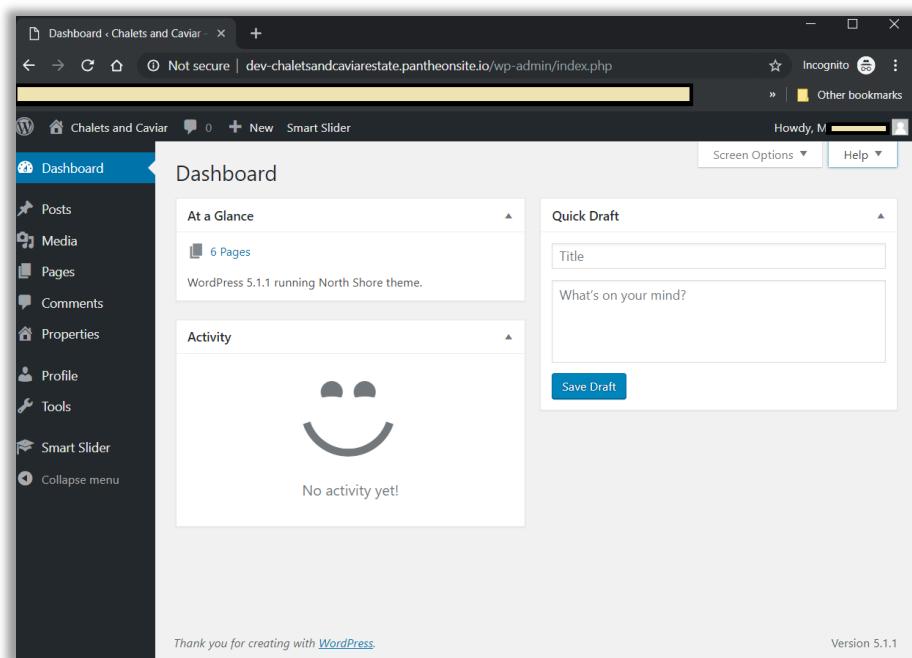 Dashboard ‹ Chalets and Caviar –
Not secure | dev-chaletsandcaviarestate.pantheonsite.io/wp-admin/index.php
Incognito
» Other bookmarks
Chalets and Caviar 0 New Smart Slider
Howdy, M
Screen Options ▼
Help ▼
Dashboard
Posts
Media
Pages
Comments
Properties
Profile
Tools
Smart Slider
Collapse menu
Dashboard
At a Glance
6 Pages
WordPress 5.1.1 running North Shore theme.
Activity
No activity yet!
Quick Draft
Title
What's on your mind?
Save Draft
Thank you for creating with WordPress.
Version 5.1.1